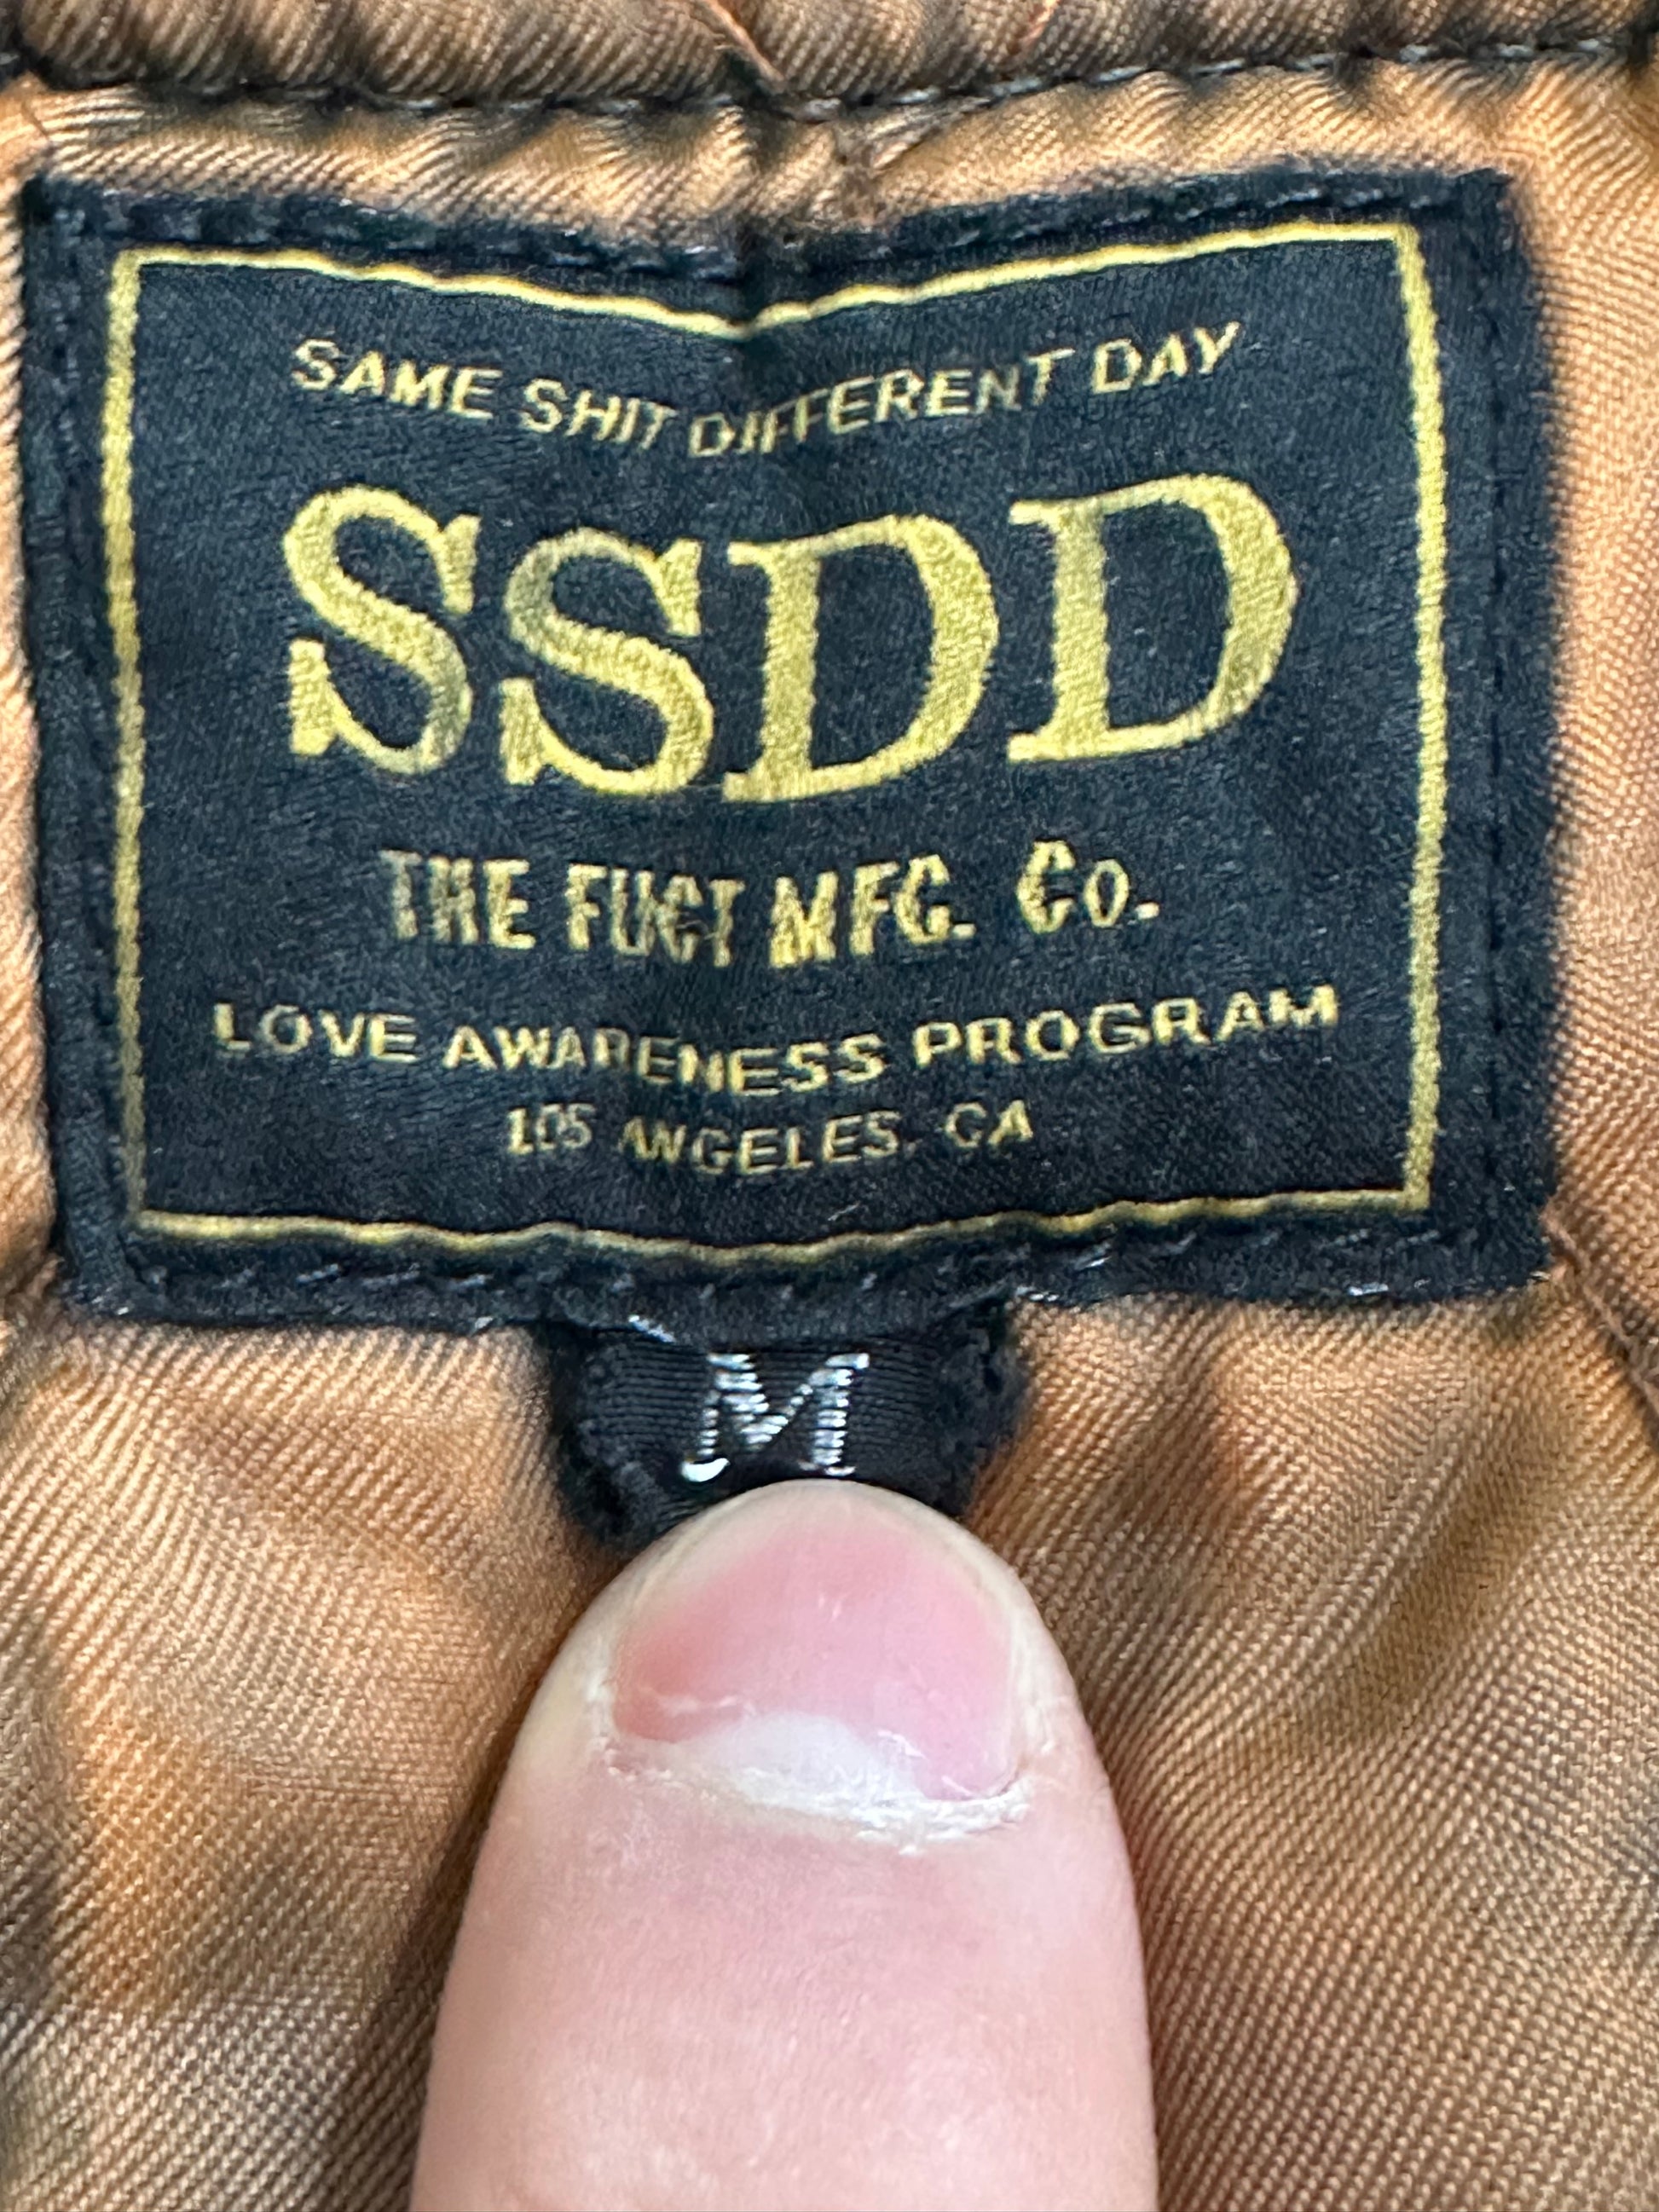 SAME SHIT DIFFERENT DAY
SSDD
THE FUCT MFG. Co.
LOVE AWARENESS PROGRAM
LOS ANGELES, CA
M